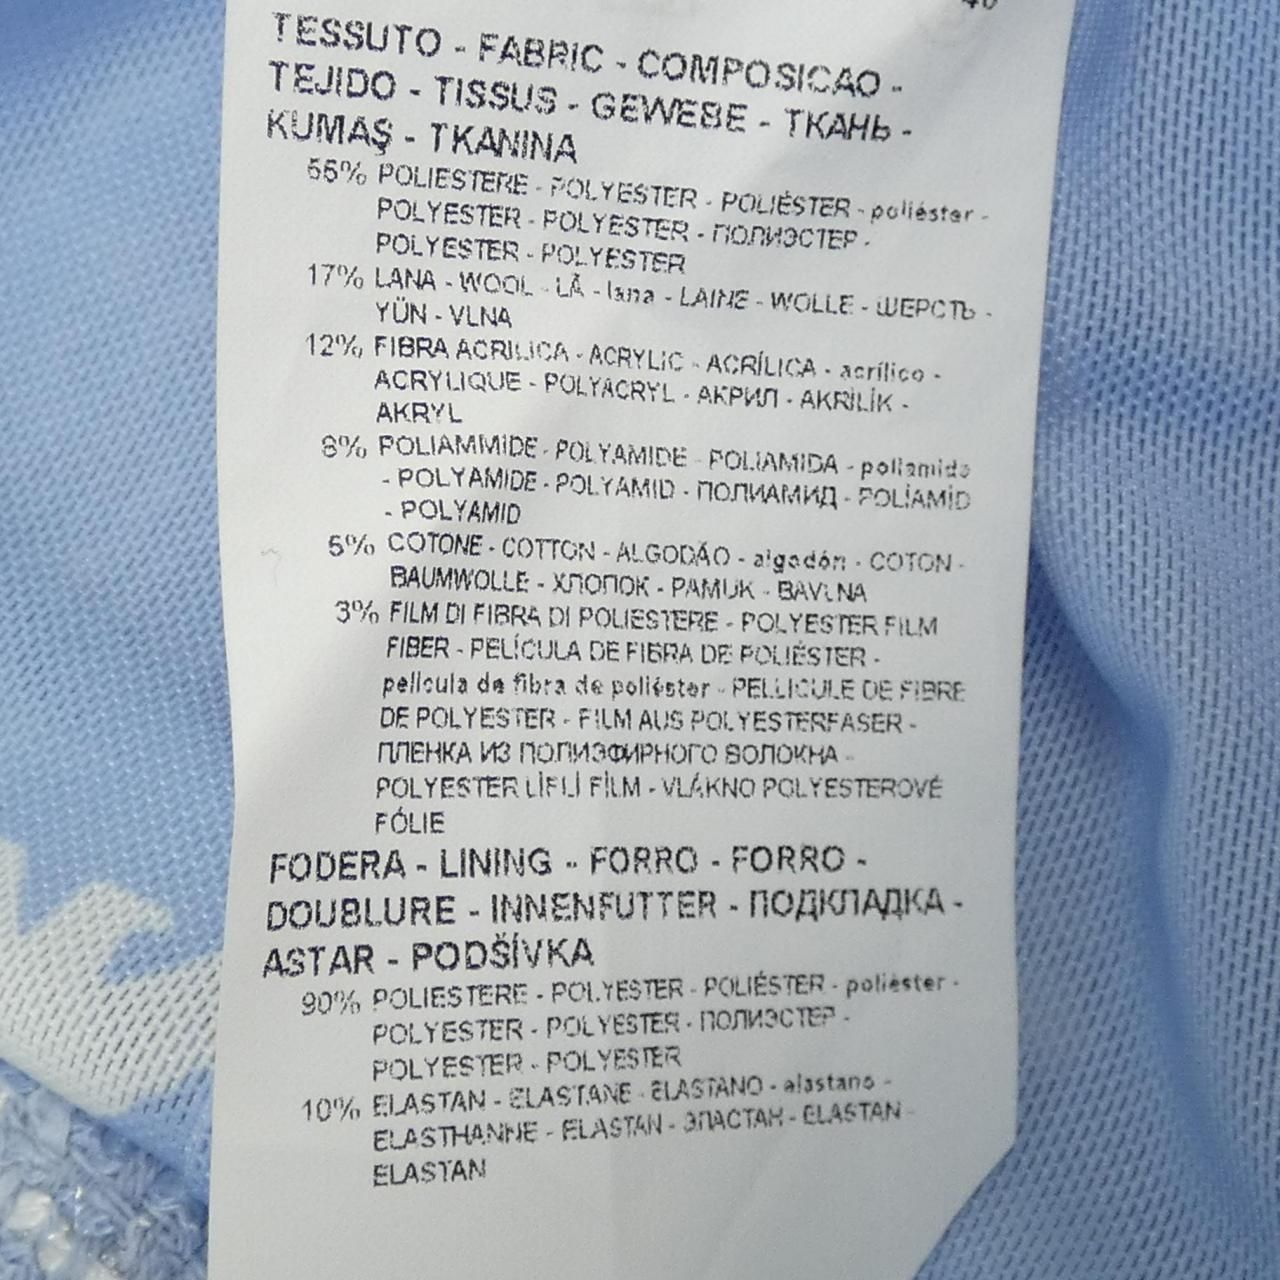 TESSUTO - FABRIC - COMPOSICAO -
TEJIDO - TISSUS - GEWEBE - ТКАНЬ -
KUMAŞ - TKANINA
55% POLIESTERE - POLYESTER - POLIÉSTER - poliéster -
POLYESTER - POLYESTER - ПОЛИЭСТЕР -
POLYESTER - POLYESTER
17% LANA - WOOL - LÃ - lana - LAINE - WOLLE - ШЕРСТЬ -
YÜN - VLNA
12% FIBRA ACRILICA - ACRYLIC - ACRÍLICA - acrílico -
ACRYLIQUE - POLYACRYL - АКРИЛ - AKRİLİK -
AKRYL
8% POLIAMMIDE - POLYAMIDE - POLIAMIDA - poliamida
- POLYAMIDE - POLYAMID - ПОЛИАМИД - POLİAMİD
- POLYAMID
5% COTONE - COTTON - ALGODÃO - algodón - COTON -
BAUMWOLLE - ХЛОПОК - PAMUK - BAVLNA
3% FILM DI FIBRA DI POLIESTERE - POLYESTER FILM
FIBER - PELÍCULA DE FIBRA DE POLIÉSTER -
película de fibra de poliéster - PELLICULE DE FIBRE
DE POLYESTER - FILM AUS POLYESTERFASER -
ПЛЕНКА ИЗ ПОЛИЭФИРНОГО ВОЛОКНА -
POLYESTER LİFLİ FİLM - VLÁKNO POLYESTEROVÉ
FÓLIE
FODERA - LINING - FORRO - FORRO -
DOUBLURE - INNENFUTTER - ПОДКЛАДКА -
ASTAR - PODŠÍVKA
90% POLIESTERE - POLYESTER - POLIÉSTER - poliéster -
POLYESTER - POLYESTER - ПОЛИЭСТЕР -
POLYESTER - POLYESTER
10% ELASTAN - ELASTANE - ELASTANO - elastano -
ELASTHANNE - ELASTAN - ЭЛАСТАН - ELASTAN -
ELASTAN